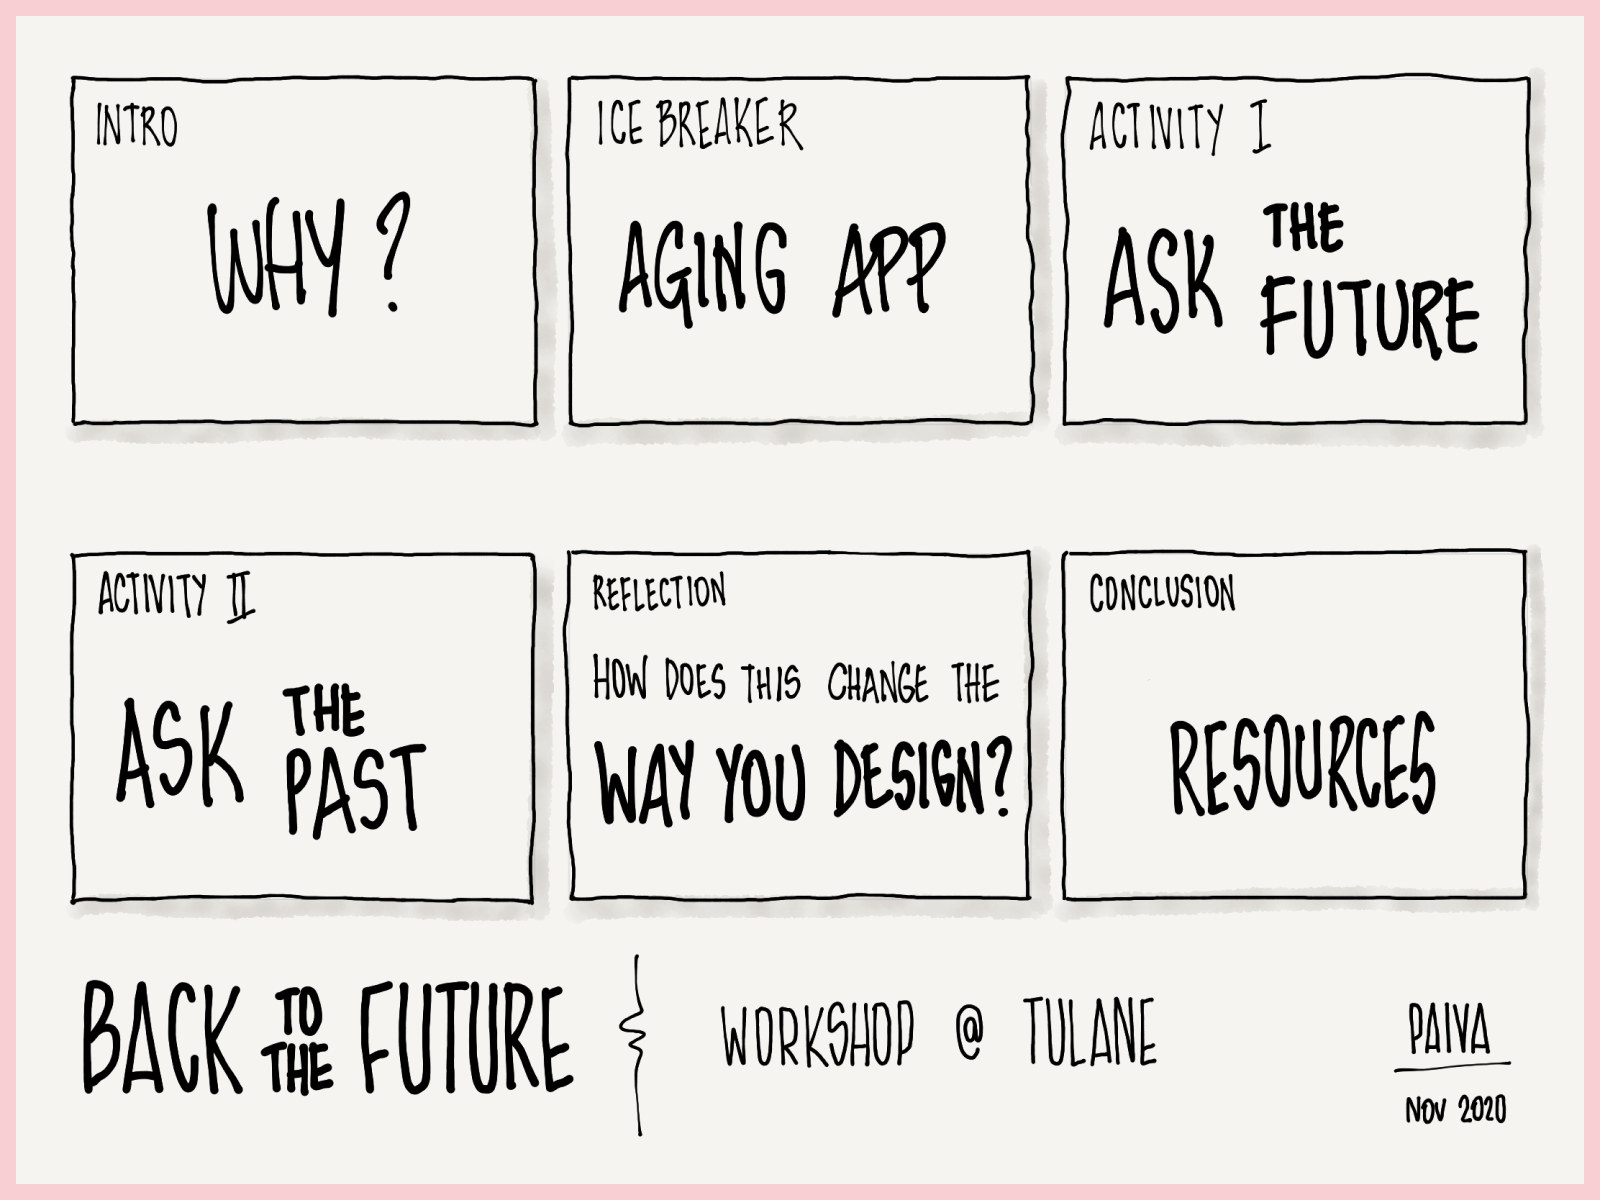 INTRO
WHY ?
ICE BREAKER
AGING APP
ACTIVITY I
ASK THE
FUTURE
ACTIVITY II
ASK THE
PAST
REFLECTION
HOW DOES THIS CHANGE THE
WAY YOU DESIGN?
CONCLUSION
RESOURCES
BACK TO THE FUTURE
WORKSHOP @ TULANE
PAIVA
NOV 2020